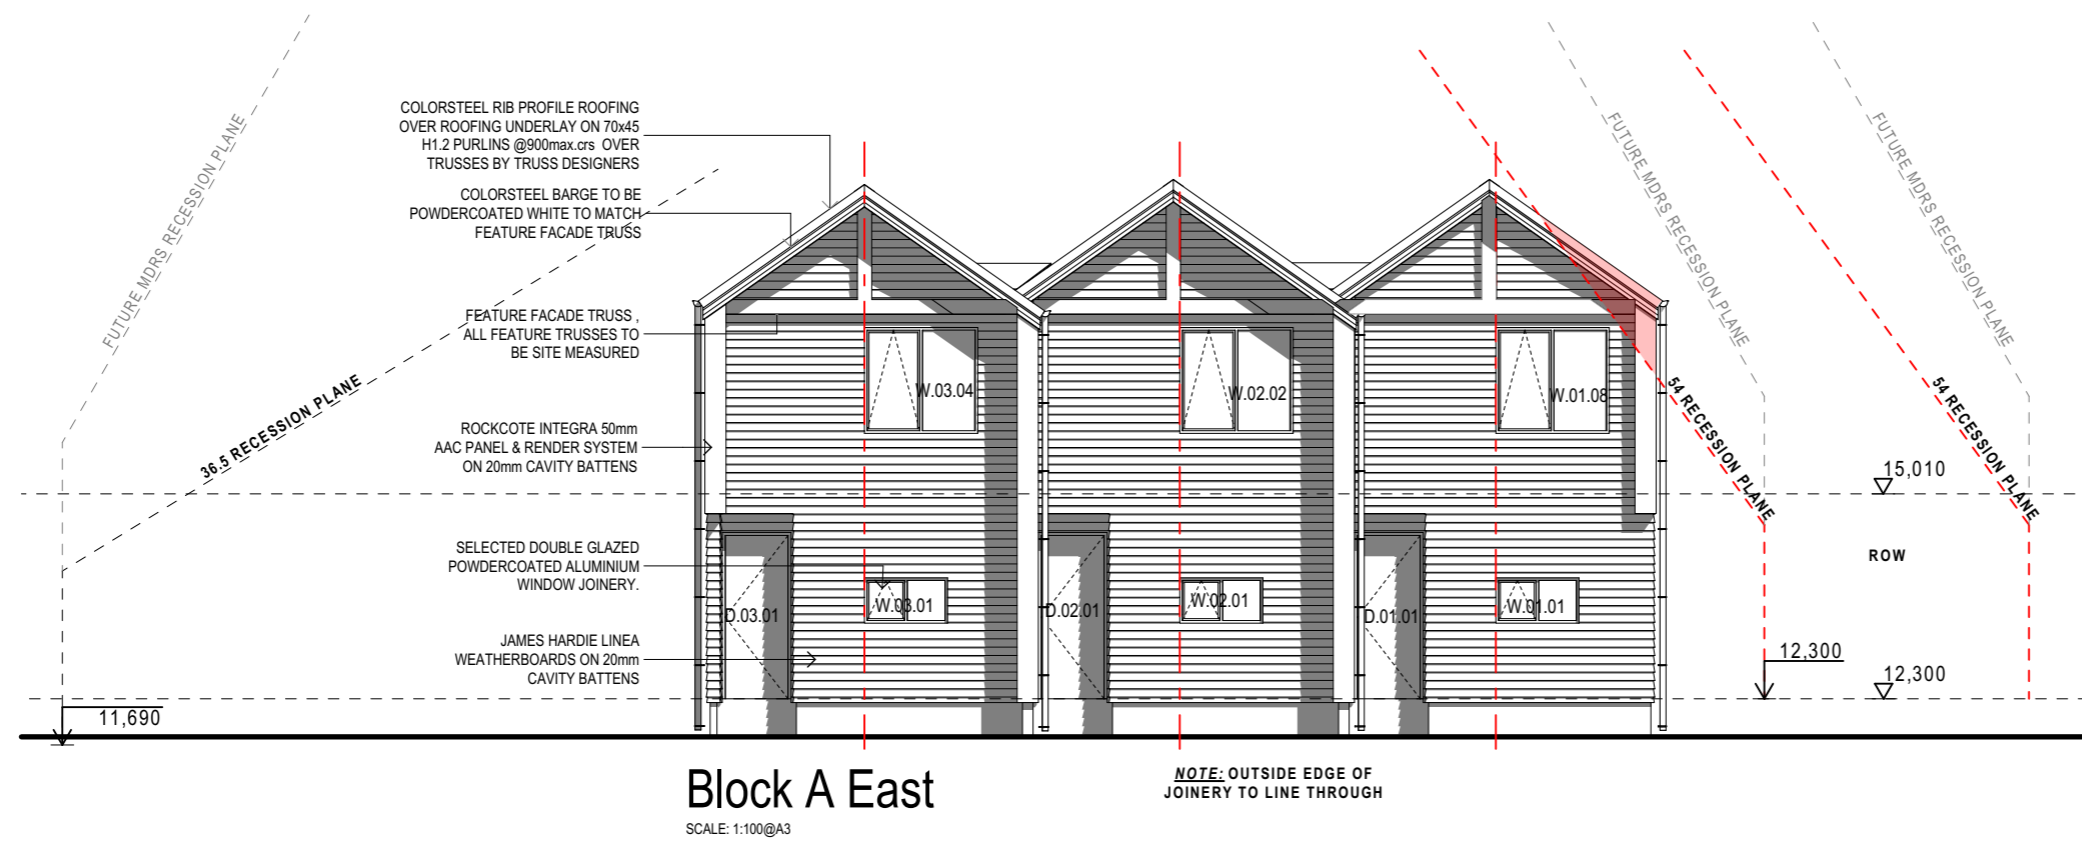 COLORSTEEL RIB PROFILE ROOFING
OVER ROOFING UNDERLAY ON 70x45
H1.2 PURLINS @900max.crs OVER
TRUSSES BY TRUSS DESIGNERS
COLORSTEEL BARGE TO BE
POWDERCOATED WHITE TO MATCH
FEATURE FACADE TRUSS
FEATURE FACADE TRUSS ,
ALL FEATURE TRUSSES TO
BE SITE MEASURED
ROCKCOTE INTEGRA 50mm
AAC PANEL & RENDER SYSTEM
ON 20mm CAVITY BATTENS
SELECTED DOUBLE GLAZED
POWDERCOATED ALUMINIUM
WINDOW JOINERY.
JAMES HARDIE LINEA
WEATHERBOARDS ON 20mm
CAVITY BATTENS
FUTURE MDRS RECESSION PLANE
36.5 RECESSION PLANE
11,690
W.03.04
W.02.02
W.01.08
D.03.01
W.03.01
D.02.01
W.02.01
D.01.01
W.01.01
FUTURE MDRS RECESSION PLANE
FUTURE MDRS RECESSION PLANE
54 RECESSION PLANE
54 RECESSION PLANE
15,010
ROW
12,300
12,300
Block A East
SCALE: 1:100@A3
NOTE: OUTSIDE EDGE OF
JOINERY TO LINE THROUGH